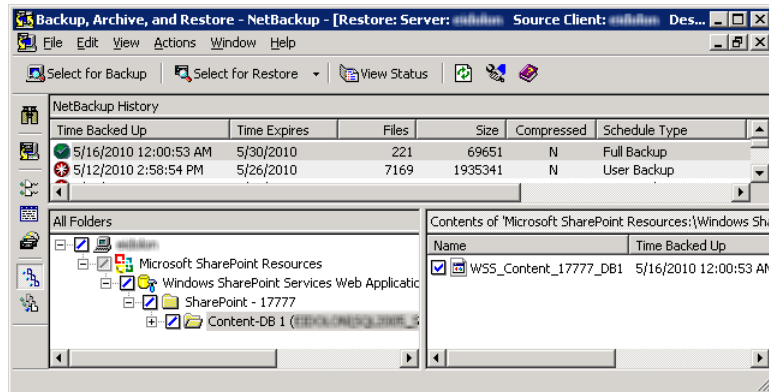 Backup, Archive, and Restore - NetBackup - [Restore: Server: Source Client: Des...
File Edit View Actions Window Help
Select for Backup Select for Restore View Status
NetBackup History
Time Backed Up Time Expires Files Size Compressed Schedule Type
5/16/2010 12:00:53 AM 5/30/2010 221 69651 N Full Backup
5/12/2010 2:58:54 PM 5/26/2010 7169 1935341 N User Backup
All Folders
Microsoft SharePoint Resources
Windows SharePoint Services Web Applicatic
SharePoint - 17777
Content-DB 1 (
Contents of 'Microsoft SharePoint Resources:\Windows Sha
Name Time Backed Up
WSS_Content_17777_DB1 5/16/2010 12:00:53 AM